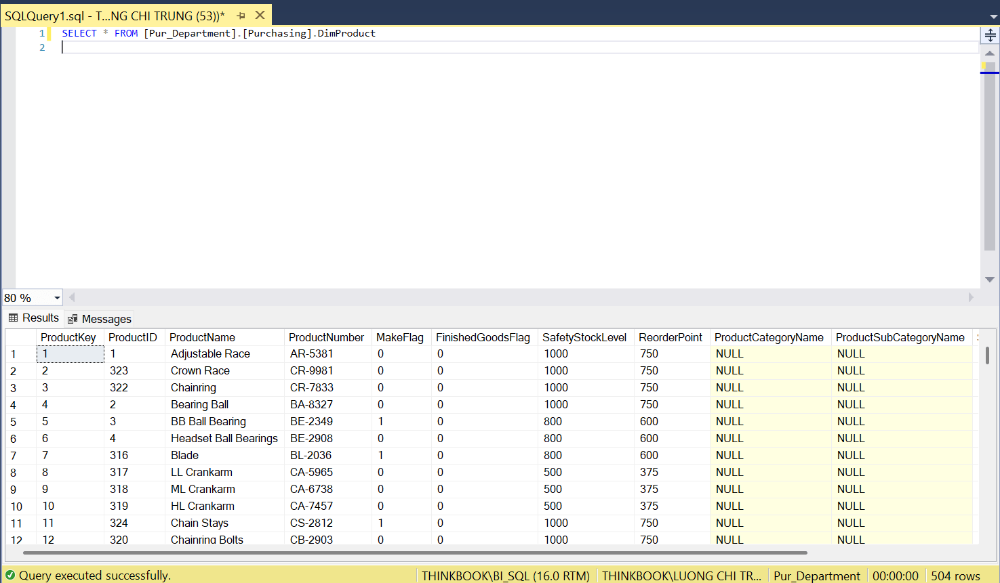 SQLQuery1.sql - T...NG CHI TRUNG (53))*
1 SELECT * FROM [Pur_Department].[Purchasing].DimProduct
2
80 %
Results Messages
ProductKey ProductID ProductName ProductNumber MakeFlag FinishedGoodsFlag SafetyStockLevel ReorderPoint ProductCategoryName ProductSubCategoryName
1 1 1 Adjustable Race AR-5381 0 0 1000 750 NULL NULL
2 2 323 Crown Race CR-9981 0 0 1000 750 NULL NULL
3 3 322 Chainring CR-7833 0 0 1000 750 NULL NULL
4 4 2 Bearing Ball BA-8327 0 0 1000 750 NULL NULL
5 5 3 BB Ball Bearing BE-2349 1 0 800 600 NULL NULL
6 6 4 Headset Ball Bearings BE-2908 0 0 800 600 NULL NULL
7 7 316 Blade BL-2036 1 0 800 600 NULL NULL
8 8 317 LL Crankarm CA-5965 0 0 500 375 NULL NULL
9 9 318 ML Crankarm CA-6738 0 0 500 375 NULL NULL
10 10 319 HL Crankarm CA-7457 0 0 500 375 NULL NULL
11 11 324 Chain Stays CS-2812 1 0 1000 750 NULL NULL
12 12 320 Chainring Bolts CB-2903 0 0 1000 750 NULL NULL
Query executed successfully. THINKBOOK\BI_SQL (16.0 RTM) THINKBOOK\LUONG CHI TR... Pur_Department 00:00:00 504 rows